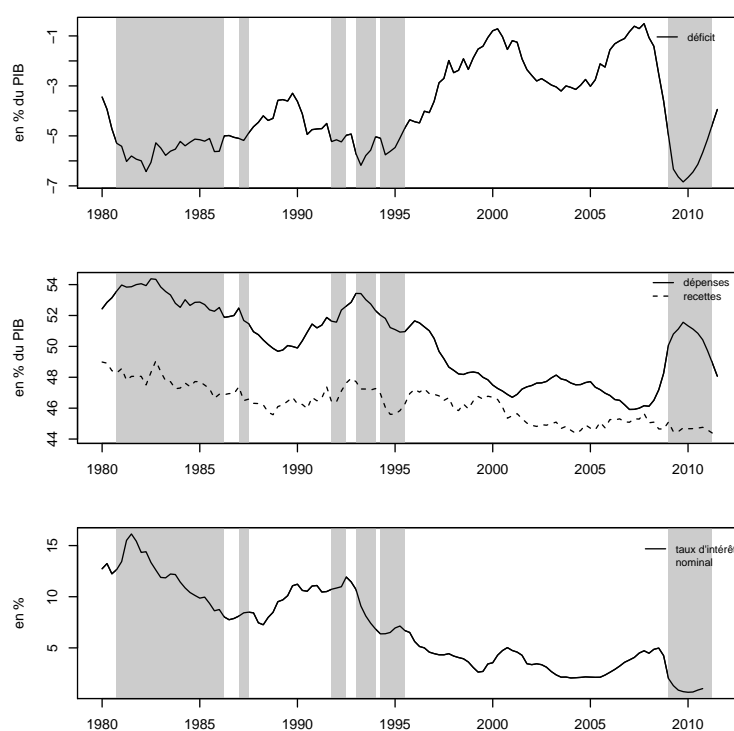 déficit
en % du PIB
−1
−3
−5
−7
1980 1985 1990 1995 2000 2005 2010
dépenses
recettes
en % du PIB
54
52
50
48
46
44
1980 1985 1990 1995 2000 2005 2010
taux d'intérêt
nominal
en %
15
10
5
1980 1985 1990 1995 2000 2005 2010